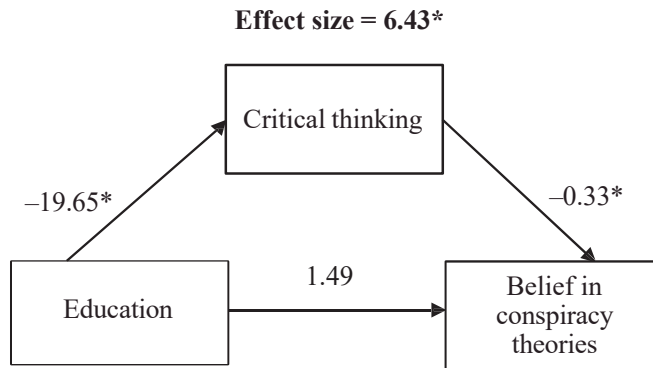 Effect size = 6.43*
Critical thinking
–19.65*
–0.33*
1.49
Education
Belief in
conspiracy
theories